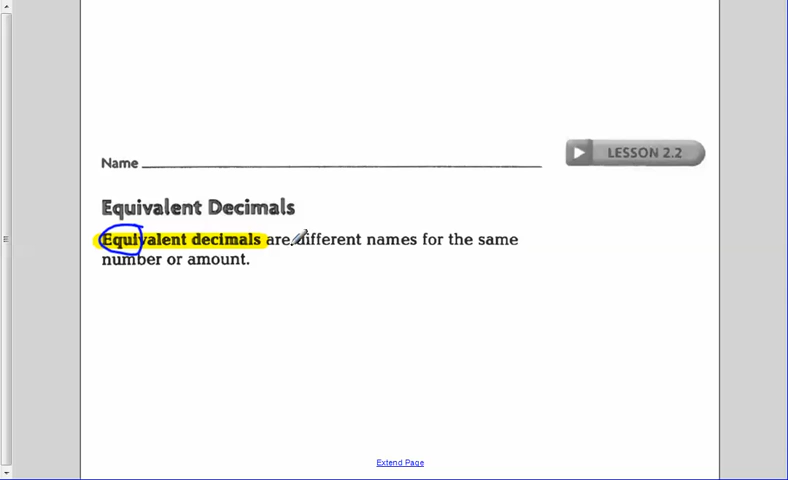 Name
LESSON 2.2
Equivalent Decimals
Equivalent decimals are different names for the same
number or amount.
Extend Page